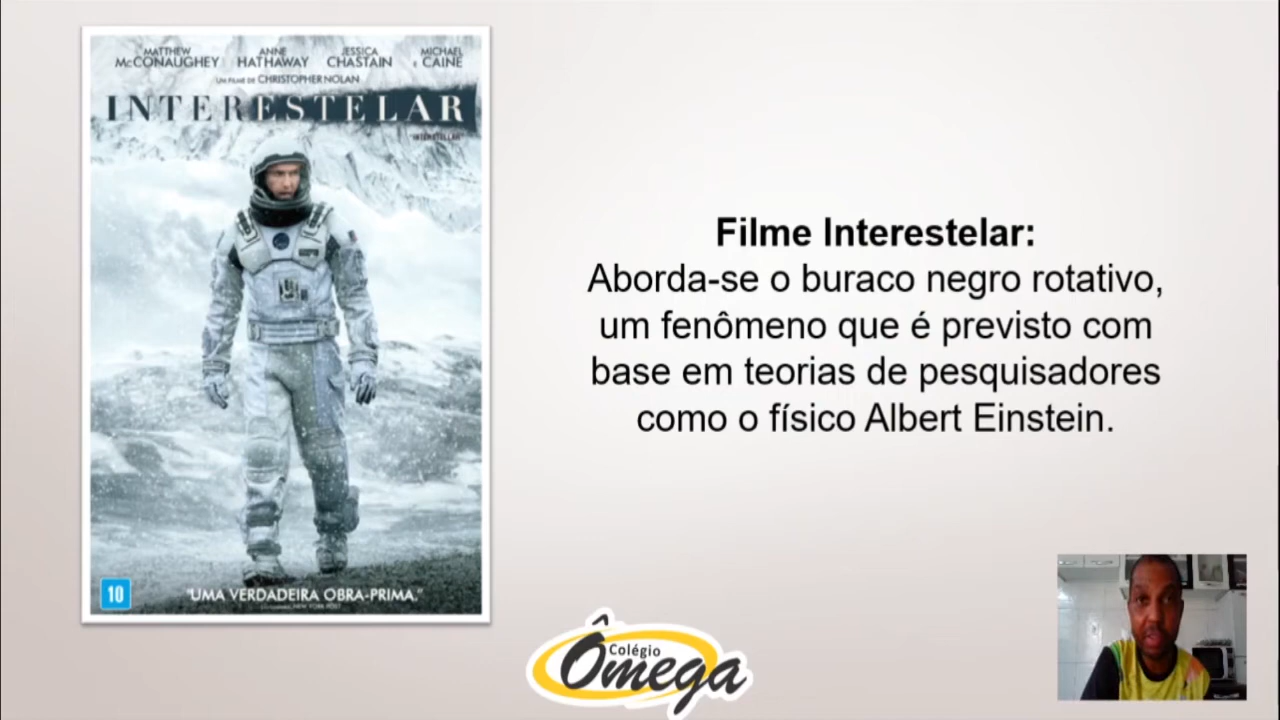 MATTHEW ANNE JESSICA MICHAEL
McCONAUGHEY HATHAWAY CHASTAIN E CAINE
UM FILME DE CHRISTOPHER NOLAN
INTERESTELAR
INTERSTELLAR
10
"UMA VERDADEIRA OBRA-PRIMA."
NEW YORK POST
Filme Interestelar:
Aborda-se o buraco negro rotativo,
um fenômeno que é previsto com
base em teorias de pesquisadores
como o físico Albert Einstein.
Colégio
Ômega